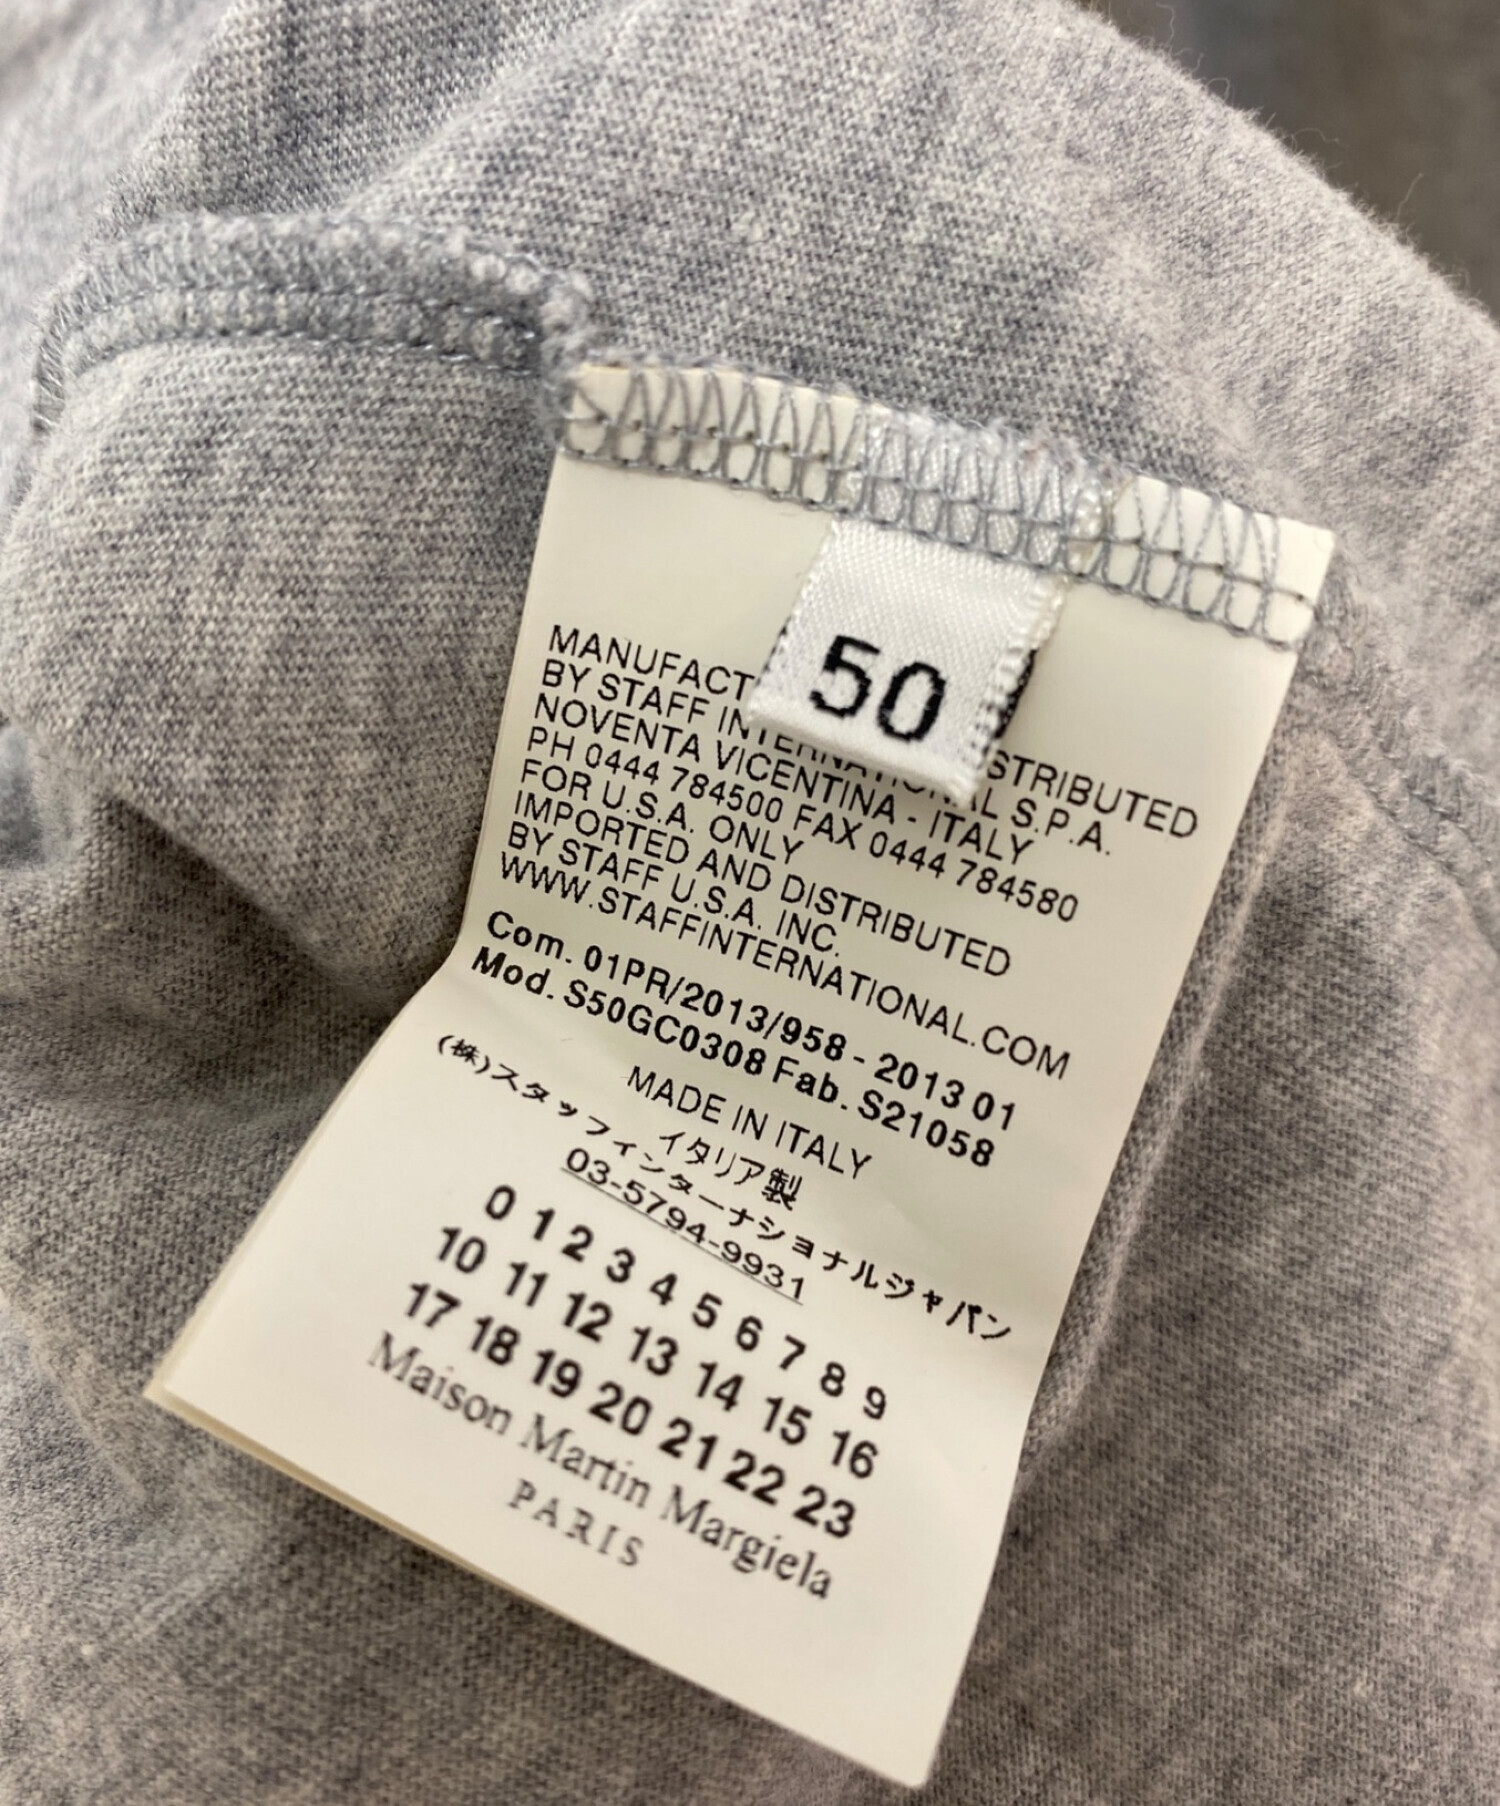 50
MANUFACT STRIBUTED
BY STAFF INTERNATIONAL S.P.A.
NOVENTA VICENTINA - ITALY
PH 0444 784500 FAX 0444 784580
FOR U.S.A. ONLY
IMPORTED AND DISTRIBUTED
BY STAFF U.S.A. INC.
WWW.STAFFINTERNATIONAL.COM
Com. 01PR/2013/958 - 2013 01
Mod. S50GC0308 Fab. S21058
MADE IN ITALY
イタリア製
(株)スタッフィンターナショナルジャパン
03-5794-9931
0 1 2 3 4 5 6 7 8 9
10 11 12 13 14 15 16
17 18 19 20 21 22 23
Maison Martin Margiela
PARIS